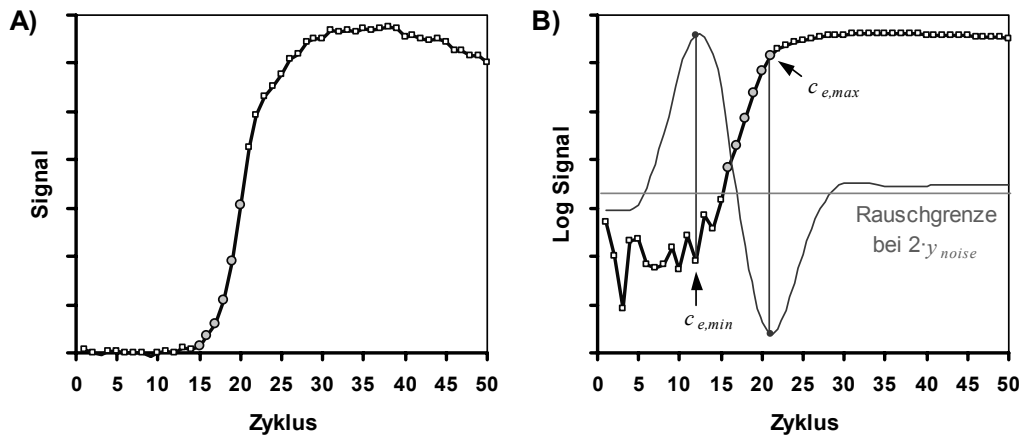 A)
Signal
0 5 10 15 20 25 30 35 40 45 50
Zyklus
B)
Log Signal
c e,max
Rauschgrenze
bei 2·y noise
c e,min
0 5 10 15 20 25 30 35 40 45 50
Zyklus